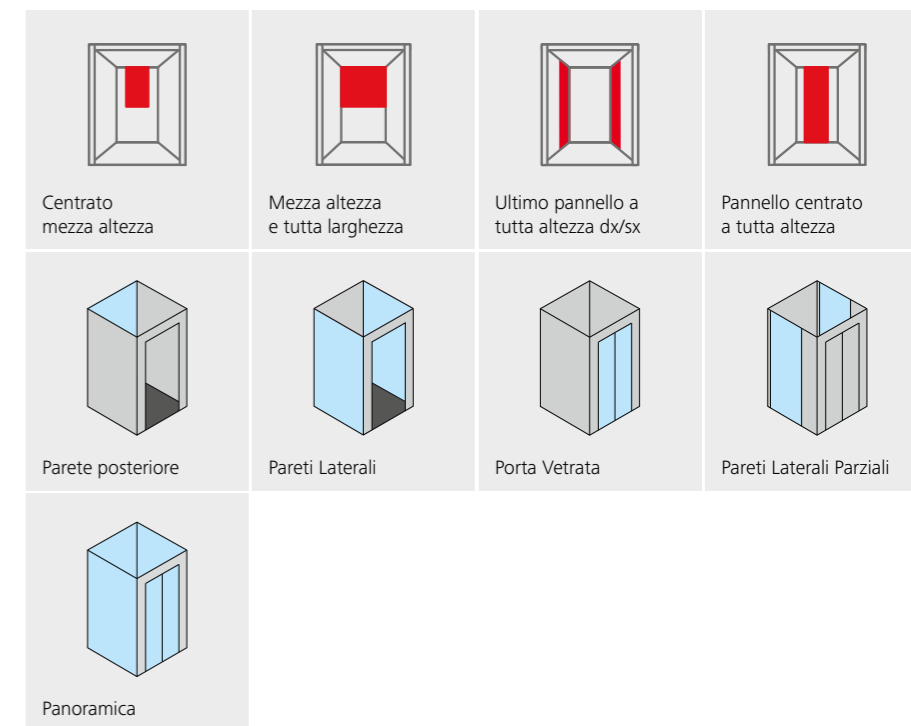 Centrato
mezza altezza
Mezza altezza
e tutta larghezza
Ultimo pannello a
tutta altezza dx/sx
Pannello centrato
a tutta altezza
Parete posteriore
Pareti Laterali
Porta Vetrata
Pareti Laterali Parziali
Panoramica